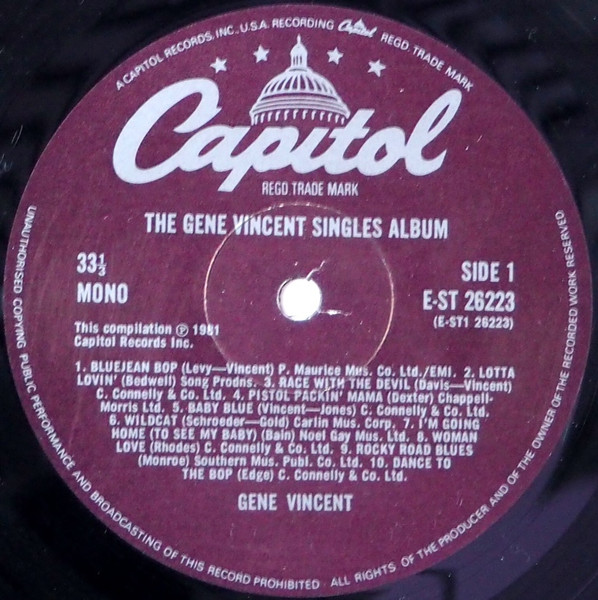 A CAPITOL RECORDS, INC., U.S.A. RECORDING Capitol REGD. TRADE MARK
Capitol
REGD. TRADE MARK
THE GENE VINCENT SINGLES ALBUM
33⅓
MONO
SIDE 1
E-ST 26223
(E-ST1 26223)
This compilation ℗ 1981
Capitol Records Inc.
1. BLUEJEAN BOP (Levy—Vincent) P. Maurice Mus. Co. Ltd./EMI. 2. LOTTA
LOVIN' (Bedwell) Song Prodns. 3. RACE WITH THE DEVIL (Davis—Vincent)
C. Connelly & Co. Ltd. 4. PISTOL PACKIN' MAMA (Dexter) Chappell-
Morris Ltd. 5. BABY BLUE (Vincent—Jones) C. Connelly & Co. Ltd.
6. WILDCAT (Schroeder—Gold) Carlin Mus. Corp. 7. I'M GOING
HOME (TO SEE MY BABY) (Bain) Noel Gay Mus. Ltd. 8. WOMAN
LOVE (Rhodes) C. Connelly & Co. Ltd. 9. ROCKY ROAD BLUES
(Monroe) Southern Mus. Publ. Co. Ltd. 10. DANCE TO
THE BOP (Edge) C. Connelly & Co. Ltd.
GENE VINCENT
UNAUTHORISED COPYING PUBLIC PERFORMANCE AND BROADCASTING OF THIS RECORD PROHIBITED . ALL RIGHTS OF THE PRODUCER AND OF THE OWNER OF THE RECORDED WORK RESERVED